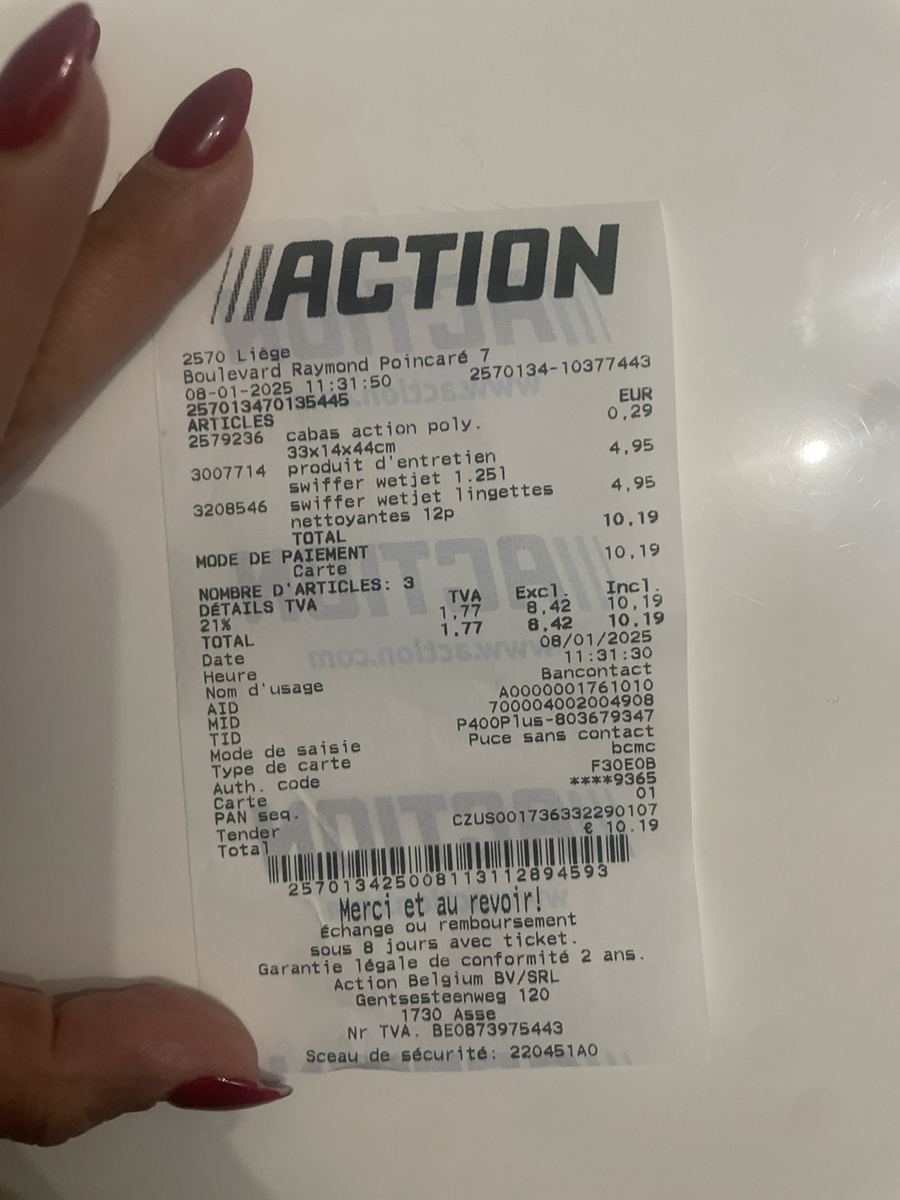 ACTION
2570 Liège
Boulevard Raymond Poincaré 7
08-01-2025 11:31:50 2570134-10377443
257013470135445
ARTICLES EUR
2579236 cabas action poly. 0,29
33x14x44cm
3007714 produit d'entretien 4,95
swiffer wetjet 1.25l
3208546 swiffer wetjet lingettes 4,95
nettoyantes 12p
TOTAL 10,19
MODE DE PAIEMENT
Carte 10,19
NOMBRE D'ARTICLES: 3
DÉTAILS TVA TVA Excl. Incl.
21% 1,77 8,42 10,19
TOTAL 1,77 8,42 10,19
Date 08/01/2025
Heure 11:31:30
Nom d'usage Bancontact
AID A0000001761010
MID 700004002004908
TID P400Plus-803679347
Mode de saisie Puce sans contact
Type de carte bcmc
Auth. code F30E0B
Carte ****9365
PAN seq. 01
Tender CZUS001736332290107
Total € 10.19
2570134250081131128 94593
Merci et au revoir!
Échange ou remboursement
sous 8 jours avec ticket.
Garantie légale de conformité 2 ans.
Action Belgium BV/SRL
Gentsesteenweg 120
1730 Asse
Nr TVA. BE0873975443
Sceau de sécurité: 220451A0